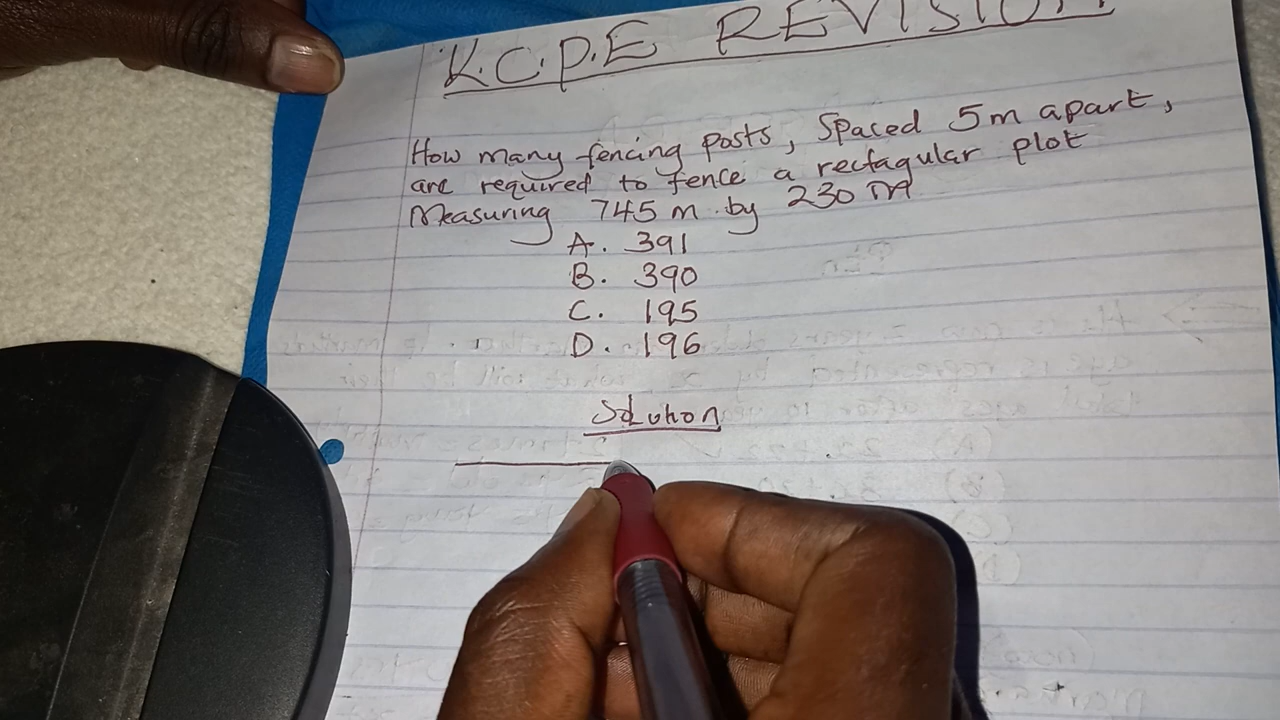 K.C.P.E REVISION
How many fencing posts, Spaced 5m apart,
are required to fence a rectagular plot
Measuring 745 m by 230 m
A. 391
B. 390
C. 195
D. 196
Solution